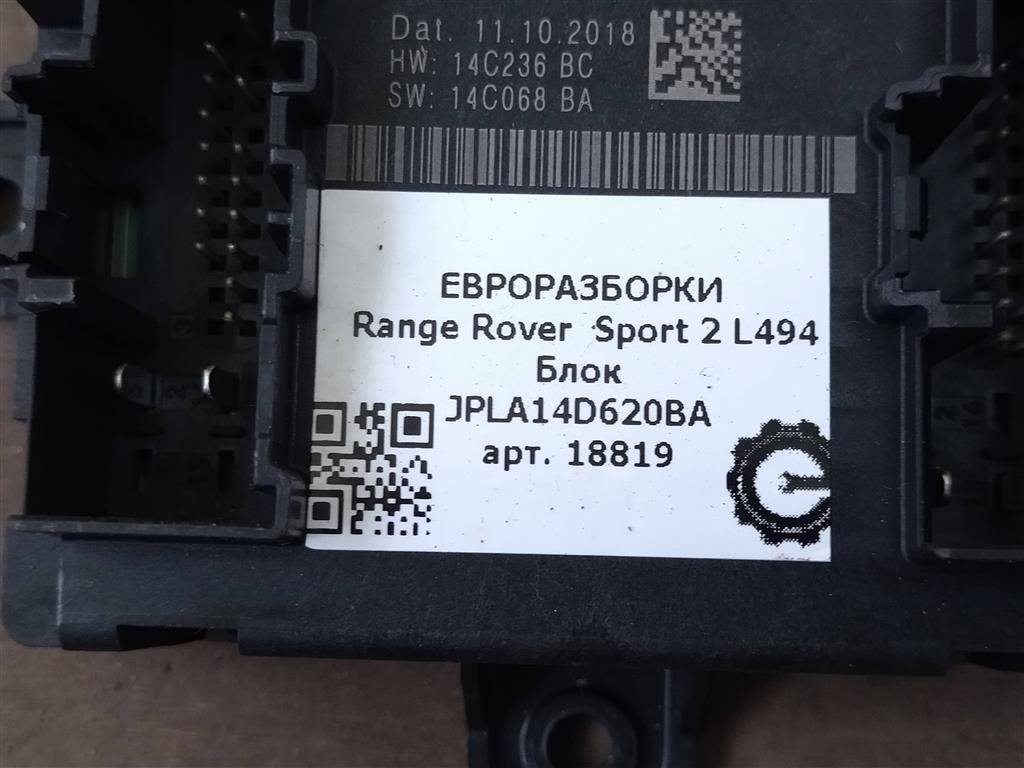 Dat. 11.10.2018
HW: 14C236 BC
SW: 14C068 BA
ЕВРОРАЗБОРКИ
Range Rover Sport 2 L494
Блок
JPLA14D620BA
арт. 18819